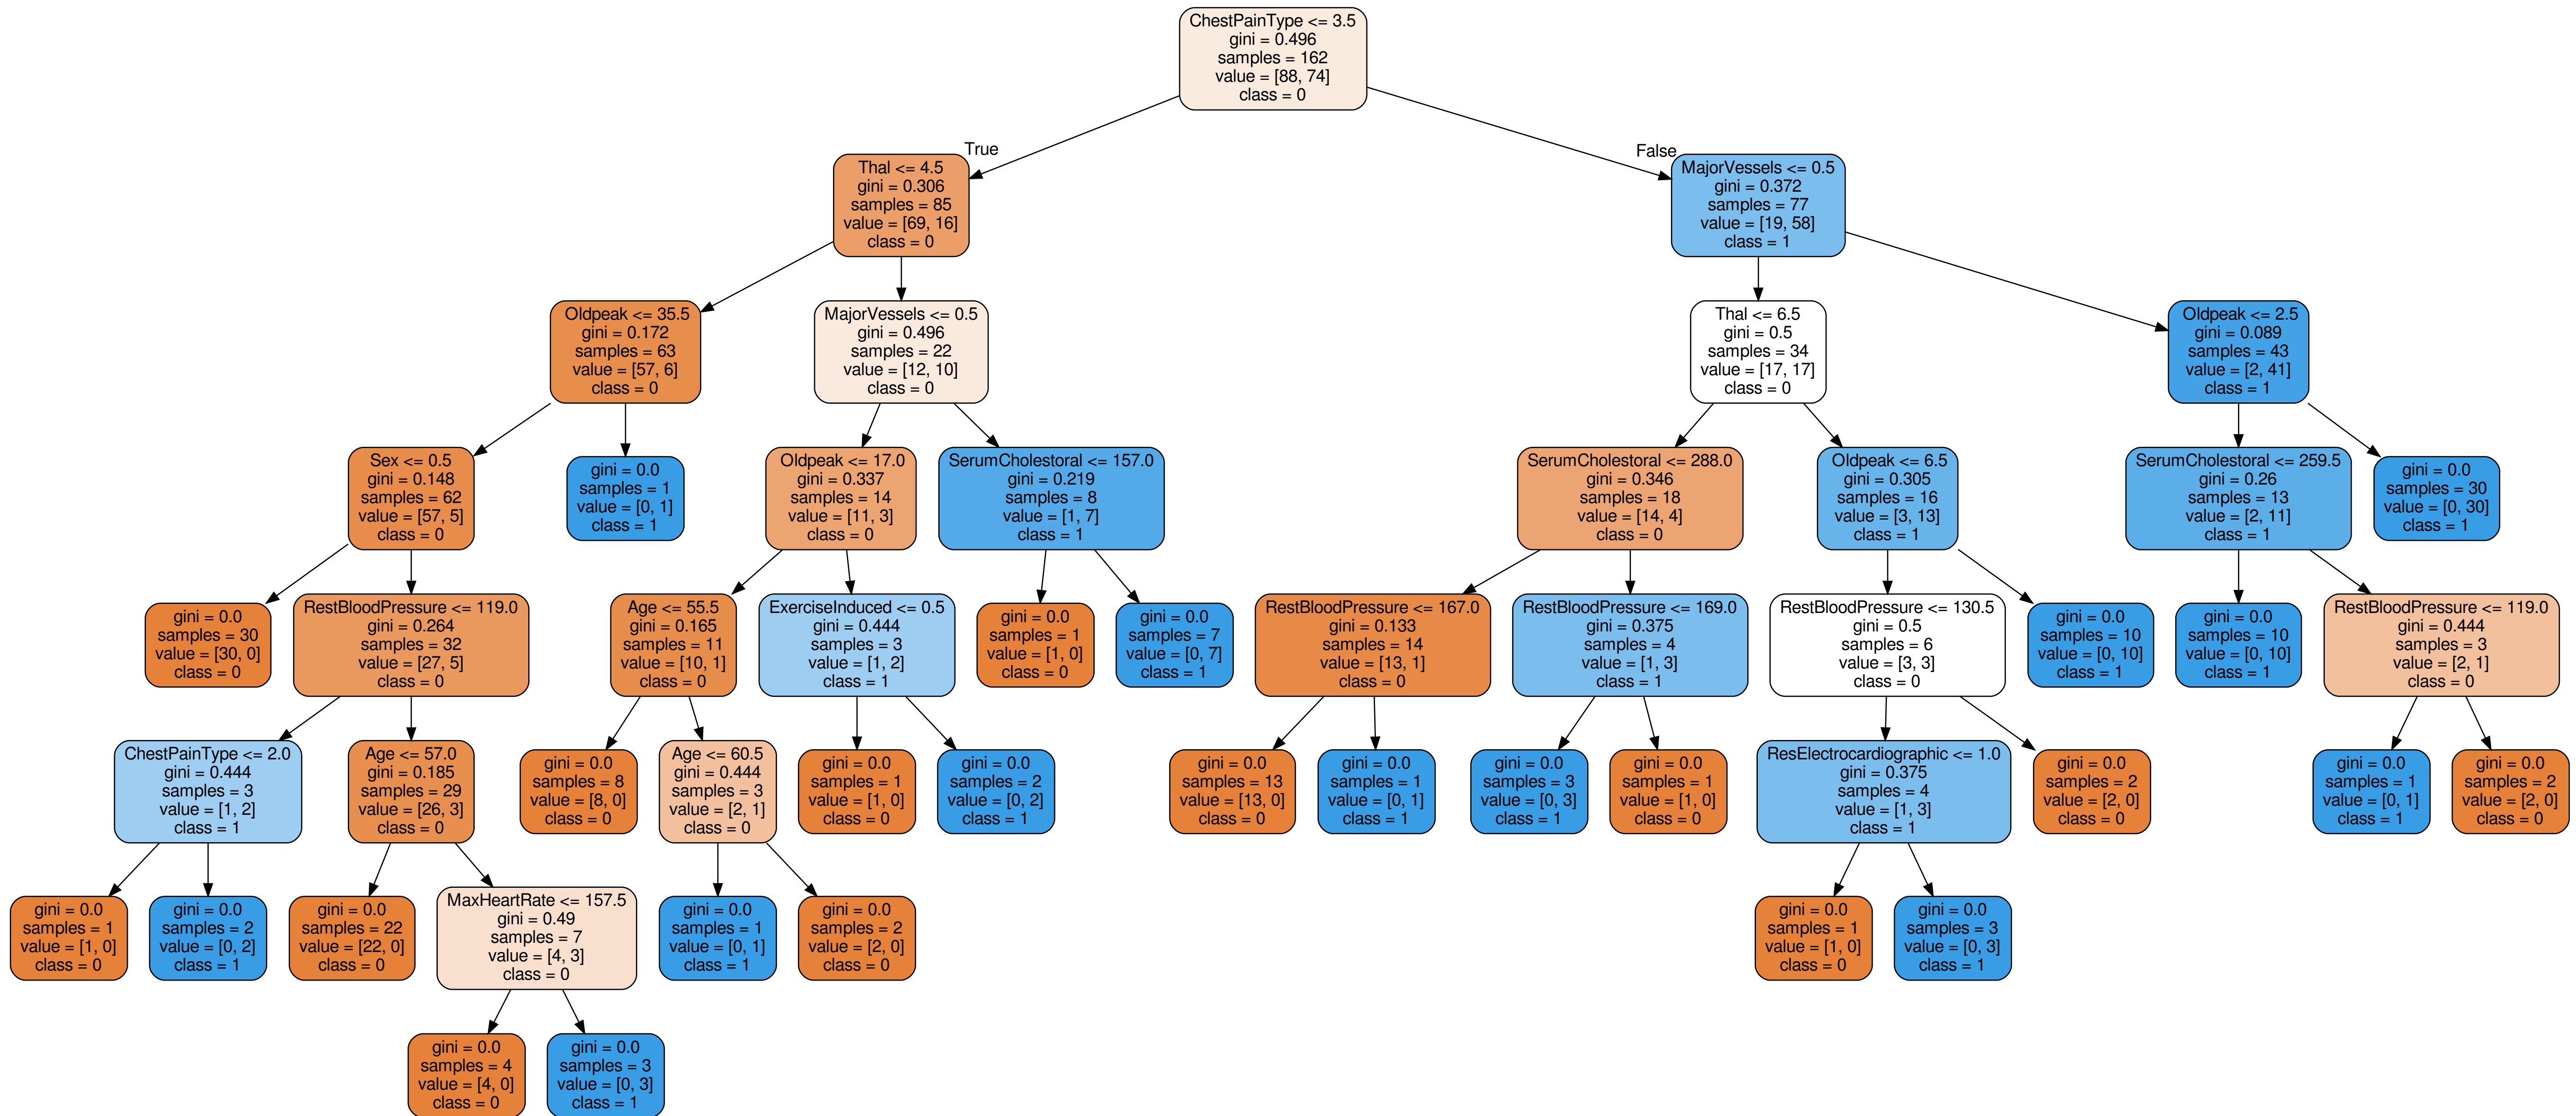 ChestPainType <= 3.5
gini = 0.496
samples = 162
value = [88, 74]
class = 0
True
False
Thal <= 4.5
gini = 0.306
samples = 85
value = [69, 16]
class = 0
MajorVessels <= 0.5
gini = 0.372
samples = 77
value = [19, 58]
class = 1
Oldpeak <= 35.5
gini = 0.172
samples = 63
value = [57, 6]
class = 0
MajorVessels <= 0.5
gini = 0.496
samples = 22
value = [12, 10]
class = 0
Thal <= 6.5
gini = 0.5
samples = 34
value = [17, 17]
class = 0
Oldpeak <= 2.5
gini = 0.089
samples = 43
value = [2, 41]
class = 1
Sex <= 0.5
gini = 0.148
samples = 62
value = [57, 5]
class = 0
gini = 0.0
samples = 1
value = [0, 1]
class = 1
Oldpeak <= 17.0
gini = 0.337
samples = 14
value = [11, 3]
class = 0
SerumCholestoral <= 157.0
gini = 0.219
samples = 8
value = [1, 7]
class = 1
SerumCholestoral <= 288.0
gini = 0.346
samples = 18
value = [14, 4]
class = 0
Oldpeak <= 6.5
gini = 0.305
samples = 16
value = [3, 13]
class = 1
SerumCholestoral <= 259.5
gini = 0.26
samples = 13
value = [2, 11]
class = 1
gini = 0.0
samples = 30
value = [0, 30]
class = 1
gini = 0.0
samples = 30
value = [30, 0]
class = 0
RestBloodPressure <= 119.0
gini = 0.264
samples = 32
value = [27, 5]
class = 0
Age <= 55.5
gini = 0.165
samples = 11
value = [10, 1]
class = 0
ExerciseInduced <= 0.5
gini = 0.444
samples = 3
value = [1, 2]
class = 1
gini = 0.0
samples = 1
value = [1, 0]
class = 0
gini = 0.0
samples = 7
value = [0, 7]
class = 1
RestBloodPressure <= 167.0
gini = 0.133
samples = 14
value = [13, 1]
class = 0
RestBloodPressure <= 169.0
gini = 0.375
samples = 4
value = [1, 3]
class = 1
RestBloodPressure <= 130.5
gini = 0.5
samples = 6
value = [3, 3]
class = 0
gini = 0.0
samples = 10
value = [0, 10]
class = 1
gini = 0.0
samples = 10
value = [0, 10]
class = 1
RestBloodPressure <= 119.0
gini = 0.444
samples = 3
value = [2, 1]
class = 0
ChestPainType <= 2.0
gini = 0.444
samples = 3
value = [1, 2]
class = 1
Age <= 57.0
gini = 0.185
samples = 29
value = [26, 3]
class = 0
gini = 0.0
samples = 8
value = [8, 0]
class = 0
Age <= 60.5
gini = 0.444
samples = 3
value = [2, 1]
class = 0
gini = 0.0
samples = 1
value = [1, 0]
class = 0
gini = 0.0
samples = 2
value = [0, 2]
class = 1
gini = 0.0
samples = 13
value = [13, 0]
class = 0
gini = 0.0
samples = 1
value = [0, 1]
class = 1
gini = 0.0
samples = 3
value = [0, 3]
class = 1
gini = 0.0
samples = 1
value = [1, 0]
class = 0
ResElectrocardiographic <= 1.0
gini = 0.375
samples = 4
value = [1, 3]
class = 1
gini = 0.0
samples = 2
value = [2, 0]
class = 0
gini = 0.0
samples = 1
value = [0, 1]
class = 1
gini = 0.0
samples = 2
value = [2, 0]
class = 0
gini = 0.0
samples = 1
value = [1, 0]
class = 0
gini = 0.0
samples = 2
value = [0, 2]
class = 1
gini = 0.0
samples = 22
value = [22, 0]
class = 0
MaxHeartRate <= 157.5
gini = 0.49
samples = 7
value = [4, 3]
class = 0
gini = 0.0
samples = 1
value = [0, 1]
class = 1
gini = 0.0
samples = 2
value = [2, 0]
class = 0
gini = 0.0
samples = 1
value = [1, 0]
class = 0
gini = 0.0
samples = 3
value = [0, 3]
class = 1
gini = 0.0
samples = 4
value = [4, 0]
class = 0
gini = 0.0
samples = 3
value = [0, 3]
class = 1